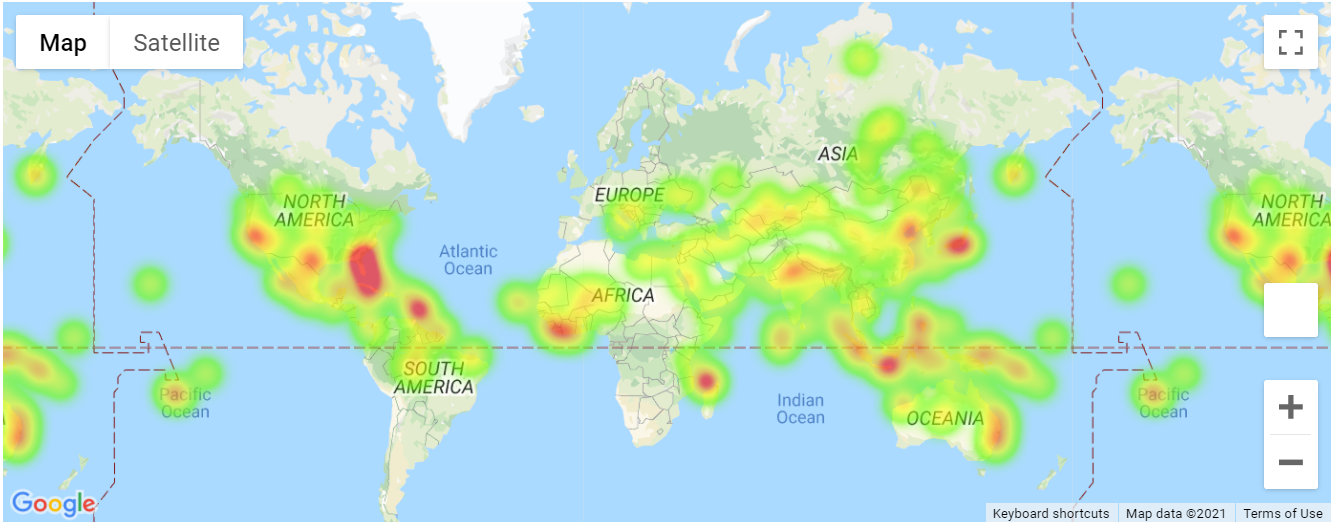 Map
Satellite
ASIA
EUROPE
NORTH
AMERICA
NORTH
AMERICA
Atlantic
Ocean
AFRICA
SOUTH
AMERICA
Pacific
Ocean
Indian
Ocean
OCEANIA
Pacific
Ocean
Google
Keyboard shortcuts
Map data ©2021
Terms of Use